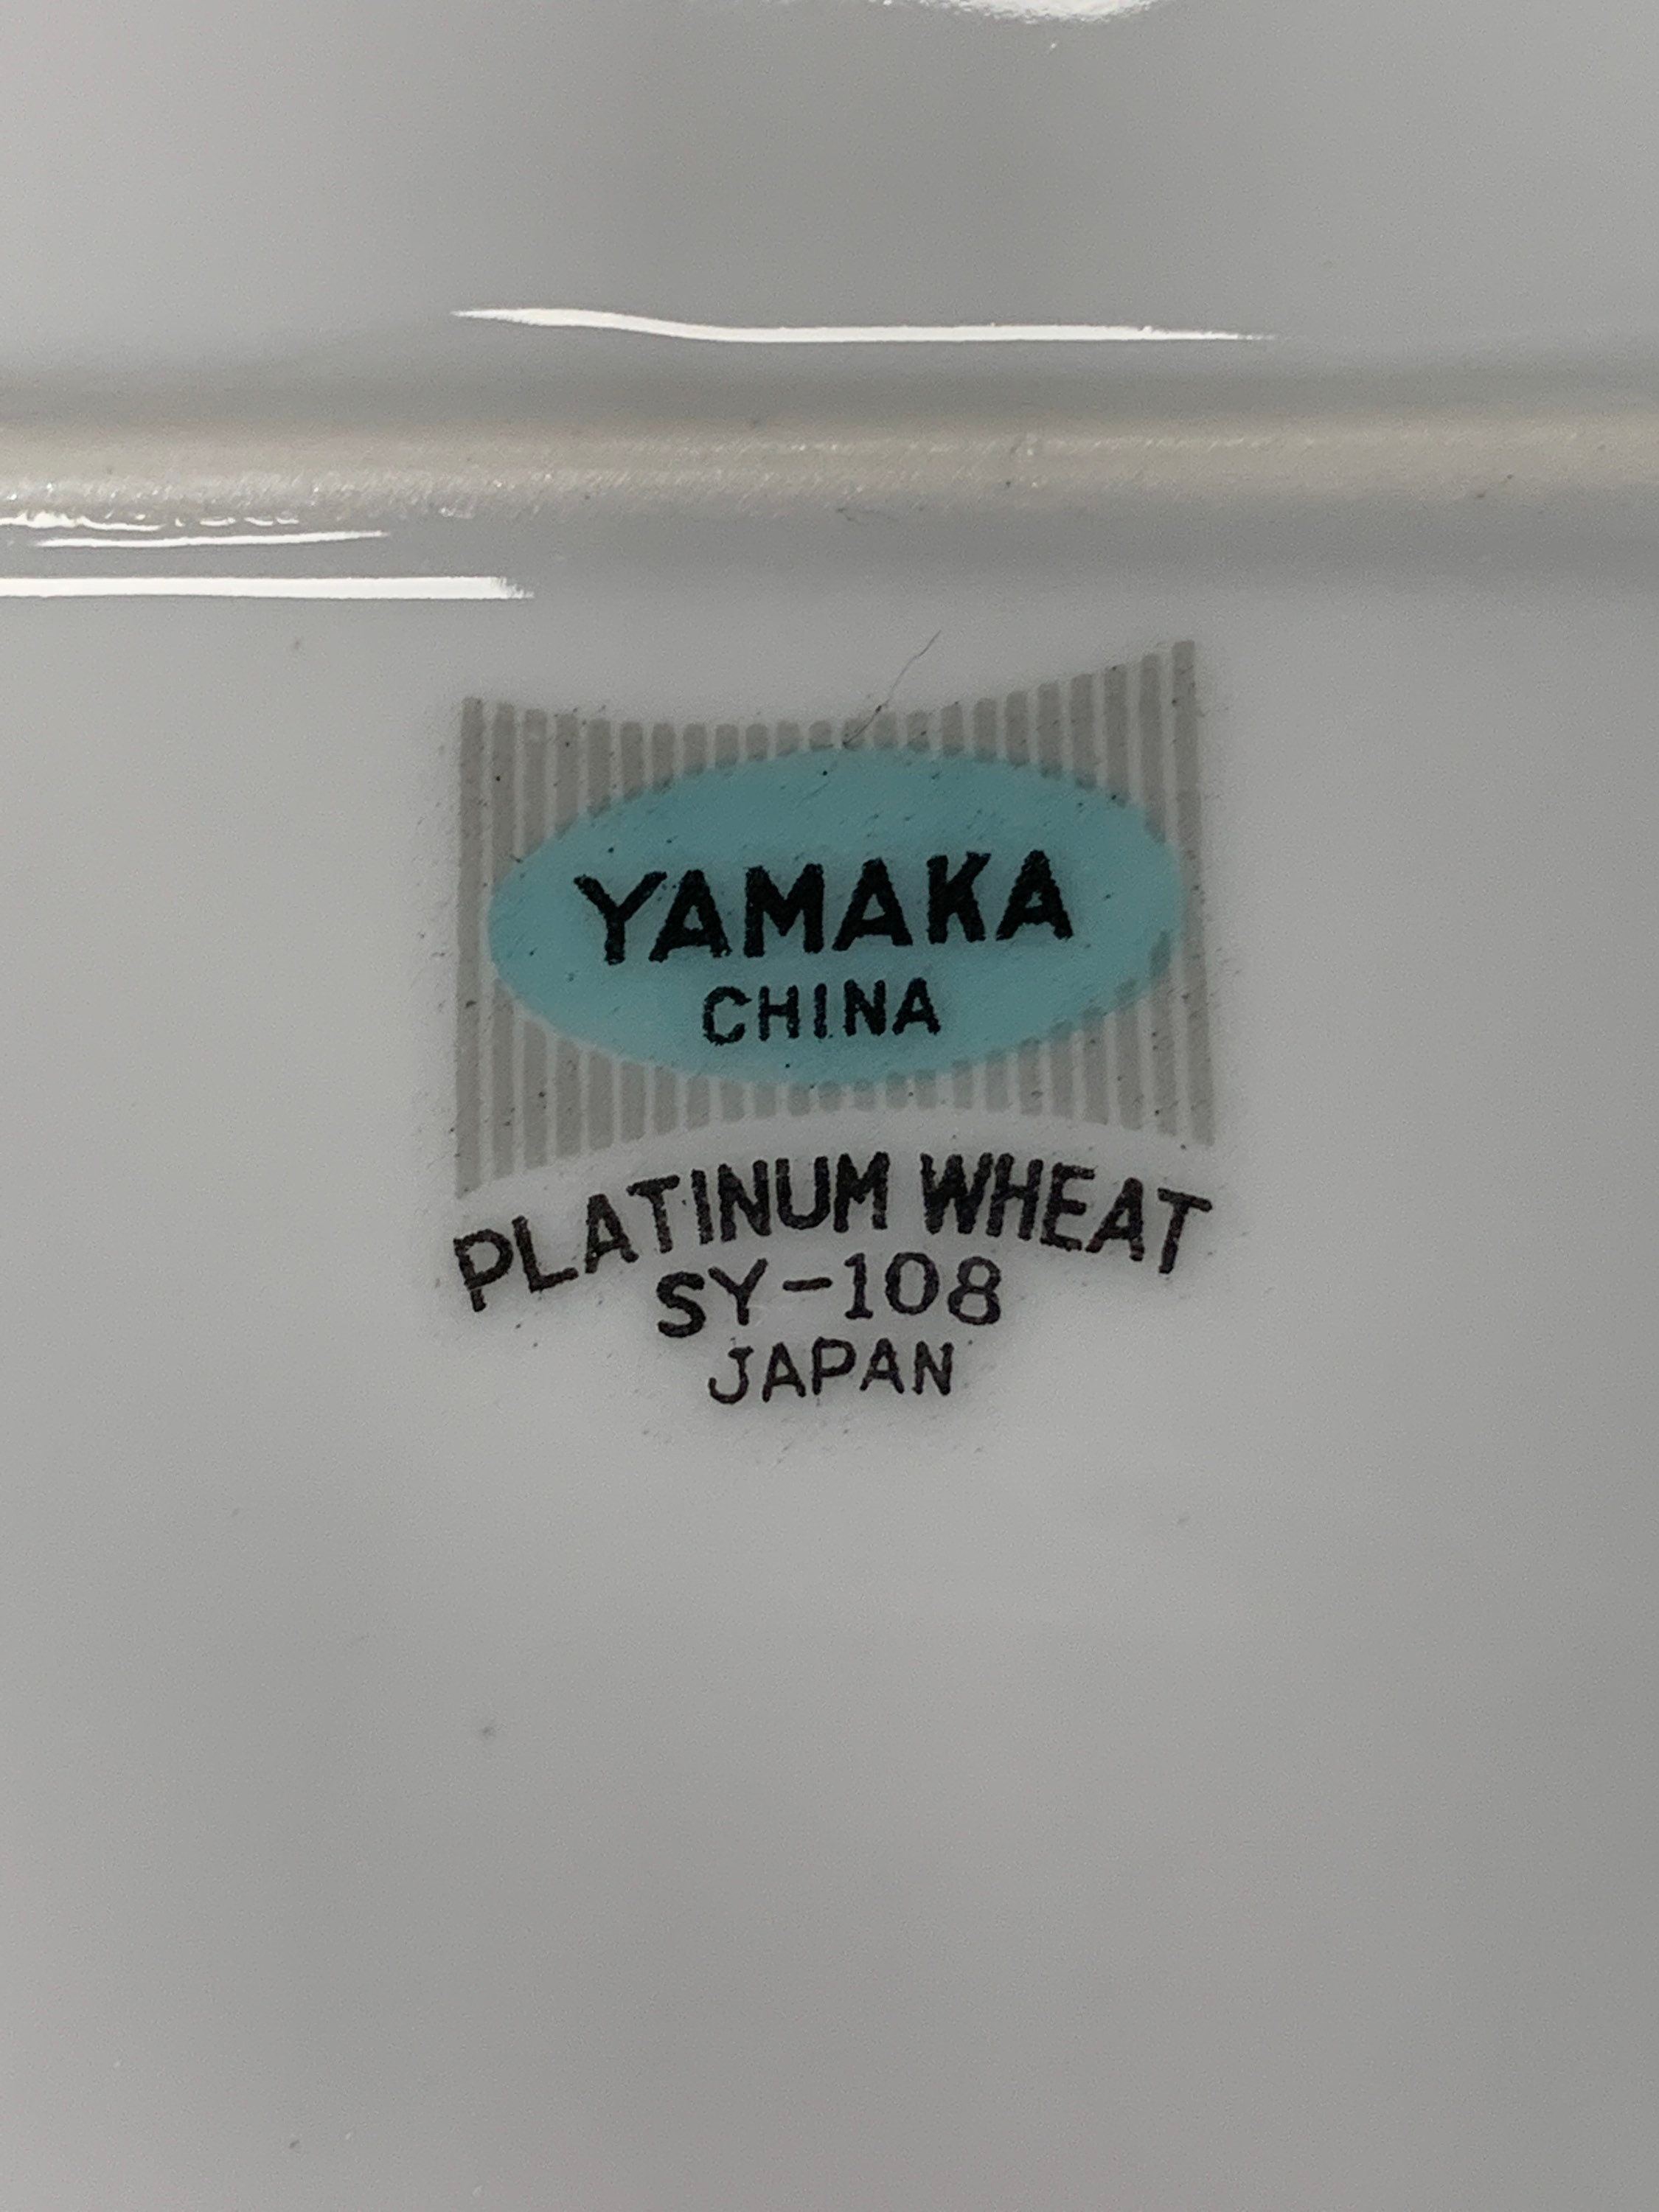 YAMAKA
CHINA
PLATINUM WHEAT
SY-108
JAPAN